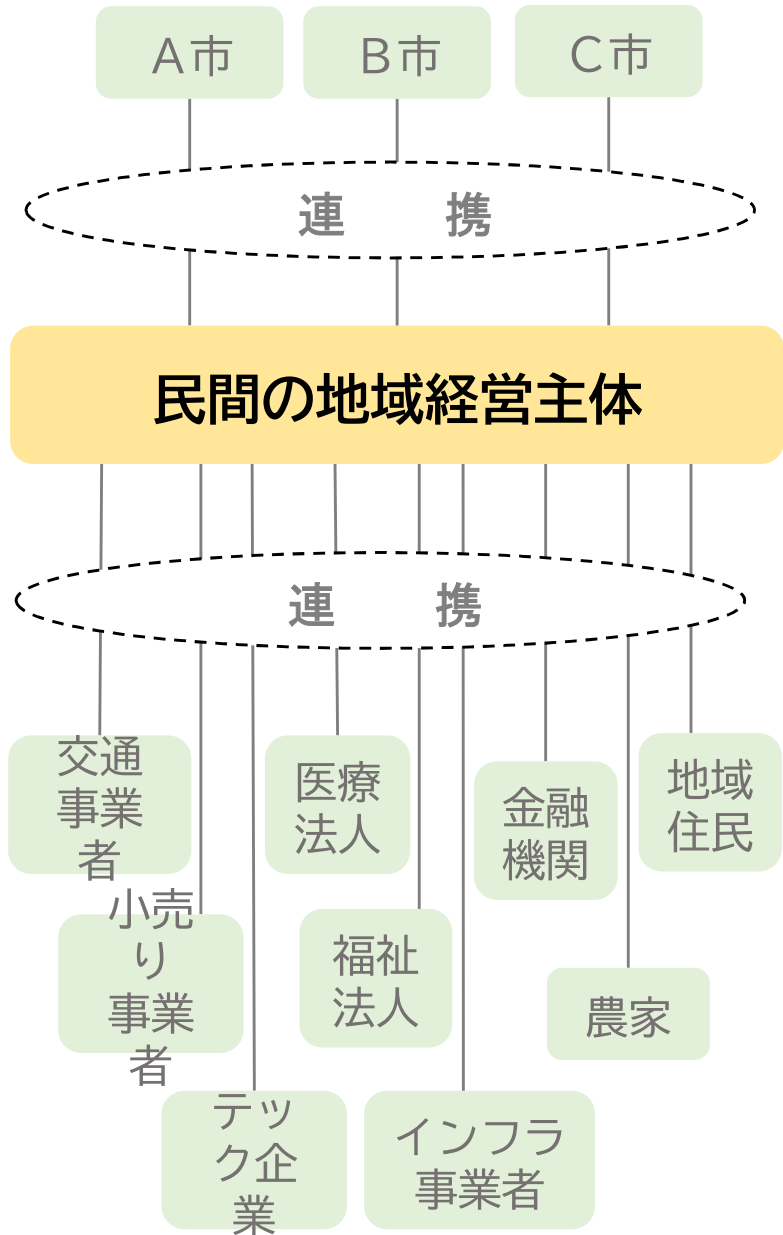 A市
B市
C市
連　携
民間の地域経営主体
連　携
交通
事業
者
医療
法人
金融
機関
地域
住民
小売
り
事業
者
福祉
法人
農家
テッ
ク企
業
インフラ
事業者